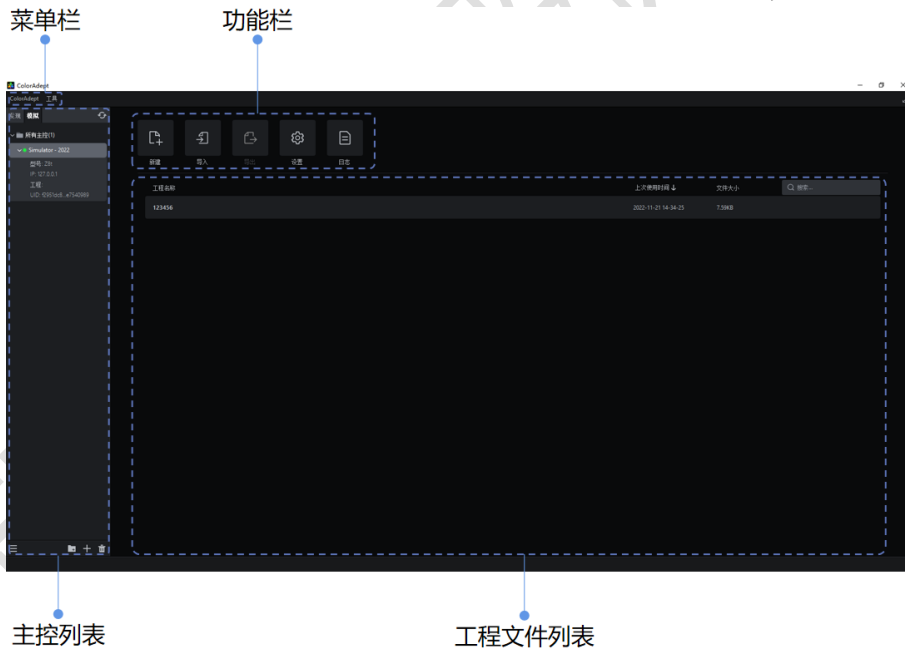 菜单栏
功能栏
ColorAdept
ColorAdept 工具
模拟
所有主控(1)
Simulator - 2022
IP: 127.0.0.1
工程
新建
导入
导出
设置
日志
工程名称
上次使用时间
文件大小
搜索...
123456
2022-11-21 14-34-25
7.59KB
主控列表
工程文件列表